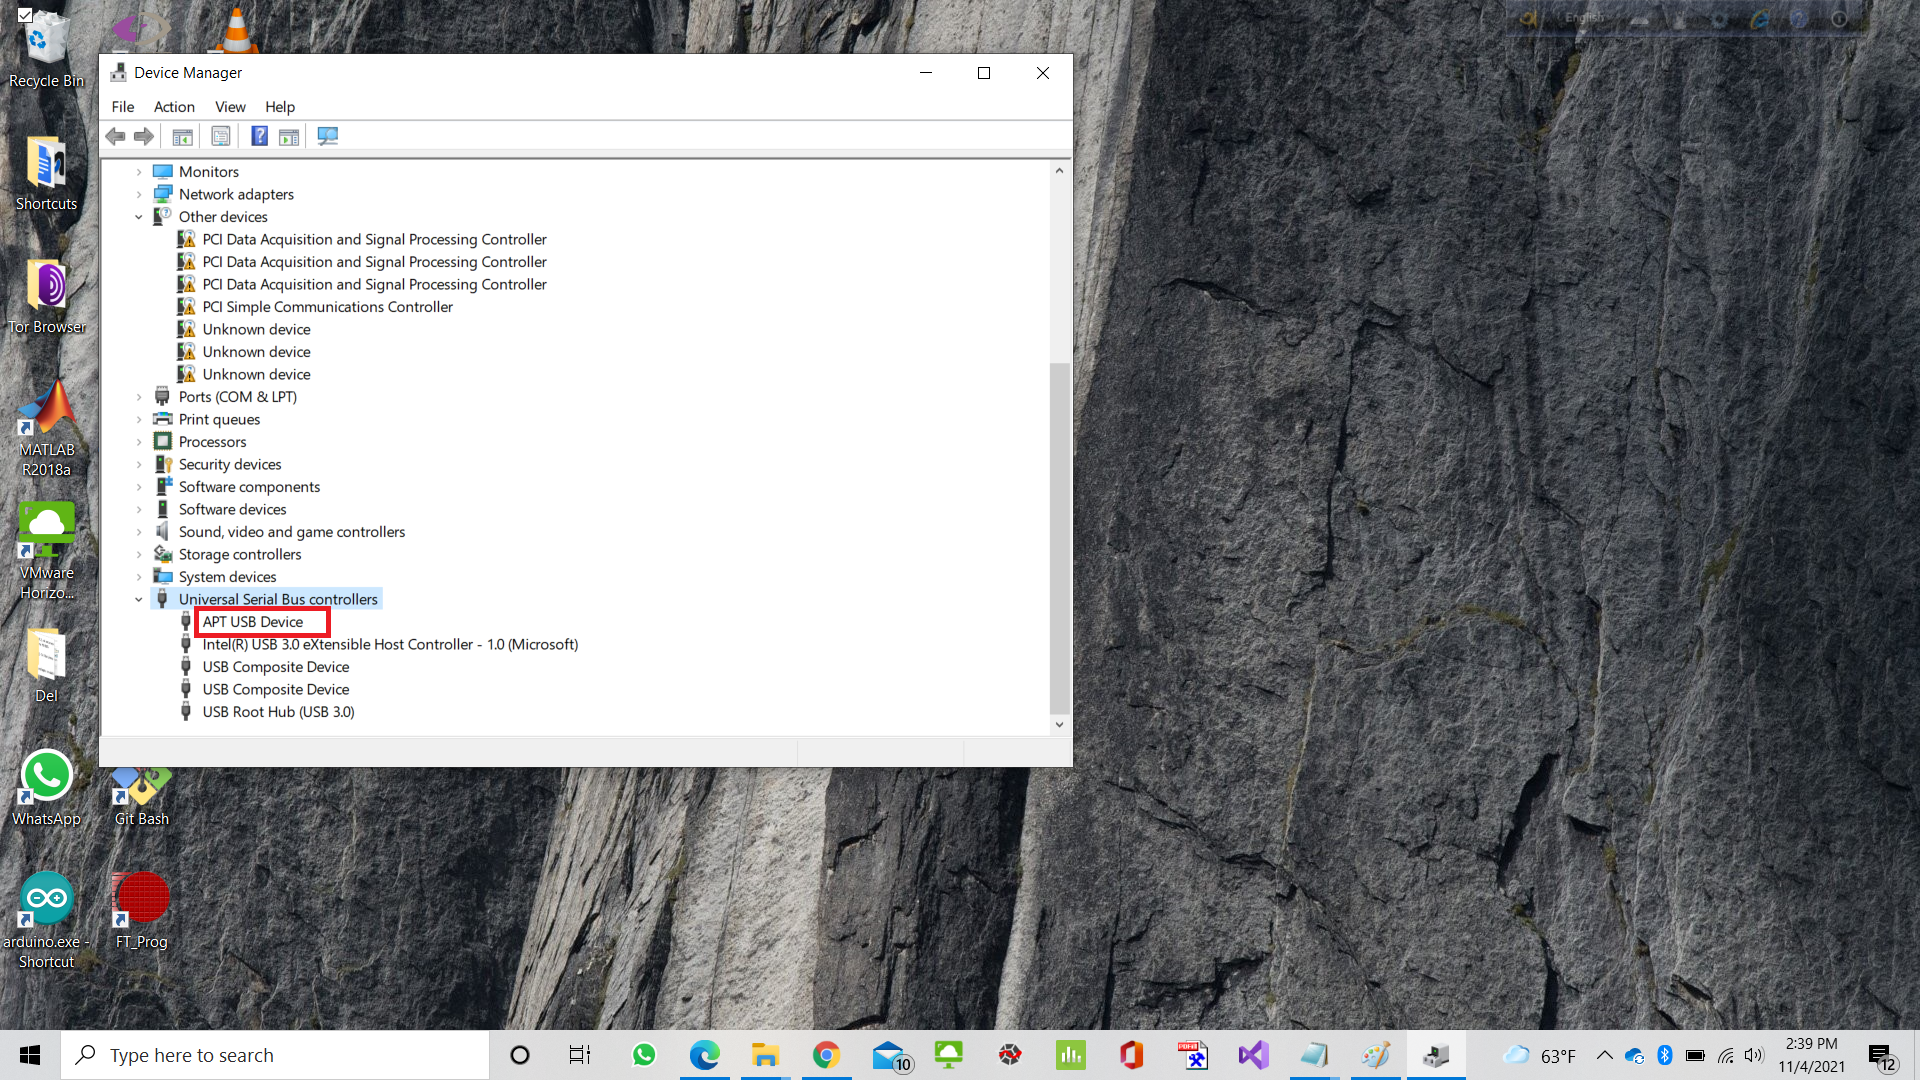 English
Recycle Bin
Shortcuts
Tor Browser
MATLAB
R2018a
VMware
Horizo...
Del
WhatsApp
Git Bash
arduino.exe -
Shortcut
FT_Prog
Device Manager
File Action View Help
Monitors
Network adapters
Other devices
PCI Data Acquisition and Signal Processing Controller
PCI Data Acquisition and Signal Processing Controller
PCI Data Acquisition and Signal Processing Controller
PCI Simple Communications Controller
Unknown device
Unknown device
Unknown device
Ports (COM & LPT)
Print queues
Processors
Security devices
Software components
Software devices
Sound, video and game controllers
Storage controllers
System devices
Universal Serial Bus controllers
APT USB Device
Intel(R) USB 3.0 eXtensible Host Controller - 1.0 (Microsoft)
USB Composite Device
USB Composite Device
USB Root Hub (USB 3.0)
Type here to search
10
63°F
2:39 PM
11/4/2021
12